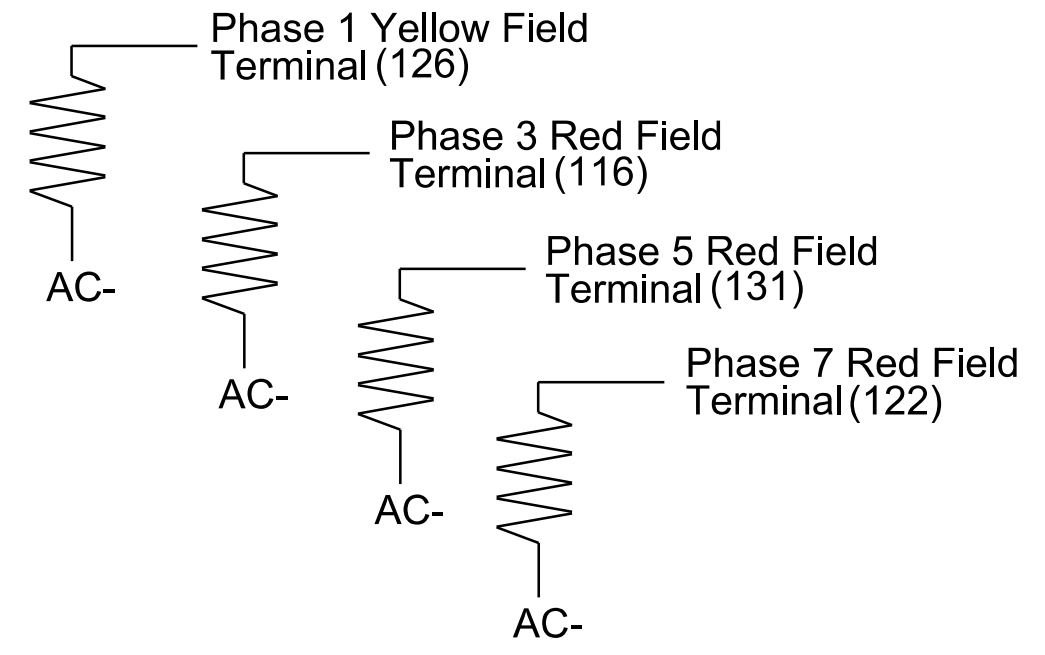 Phase 1 Yellow Field
Terminal (126)
AC-
Phase 3 Red Field
Terminal (116)
AC-
Phase 5 Red Field
Terminal (131)
AC-
Phase 7 Red Field
Terminal (122)
AC-